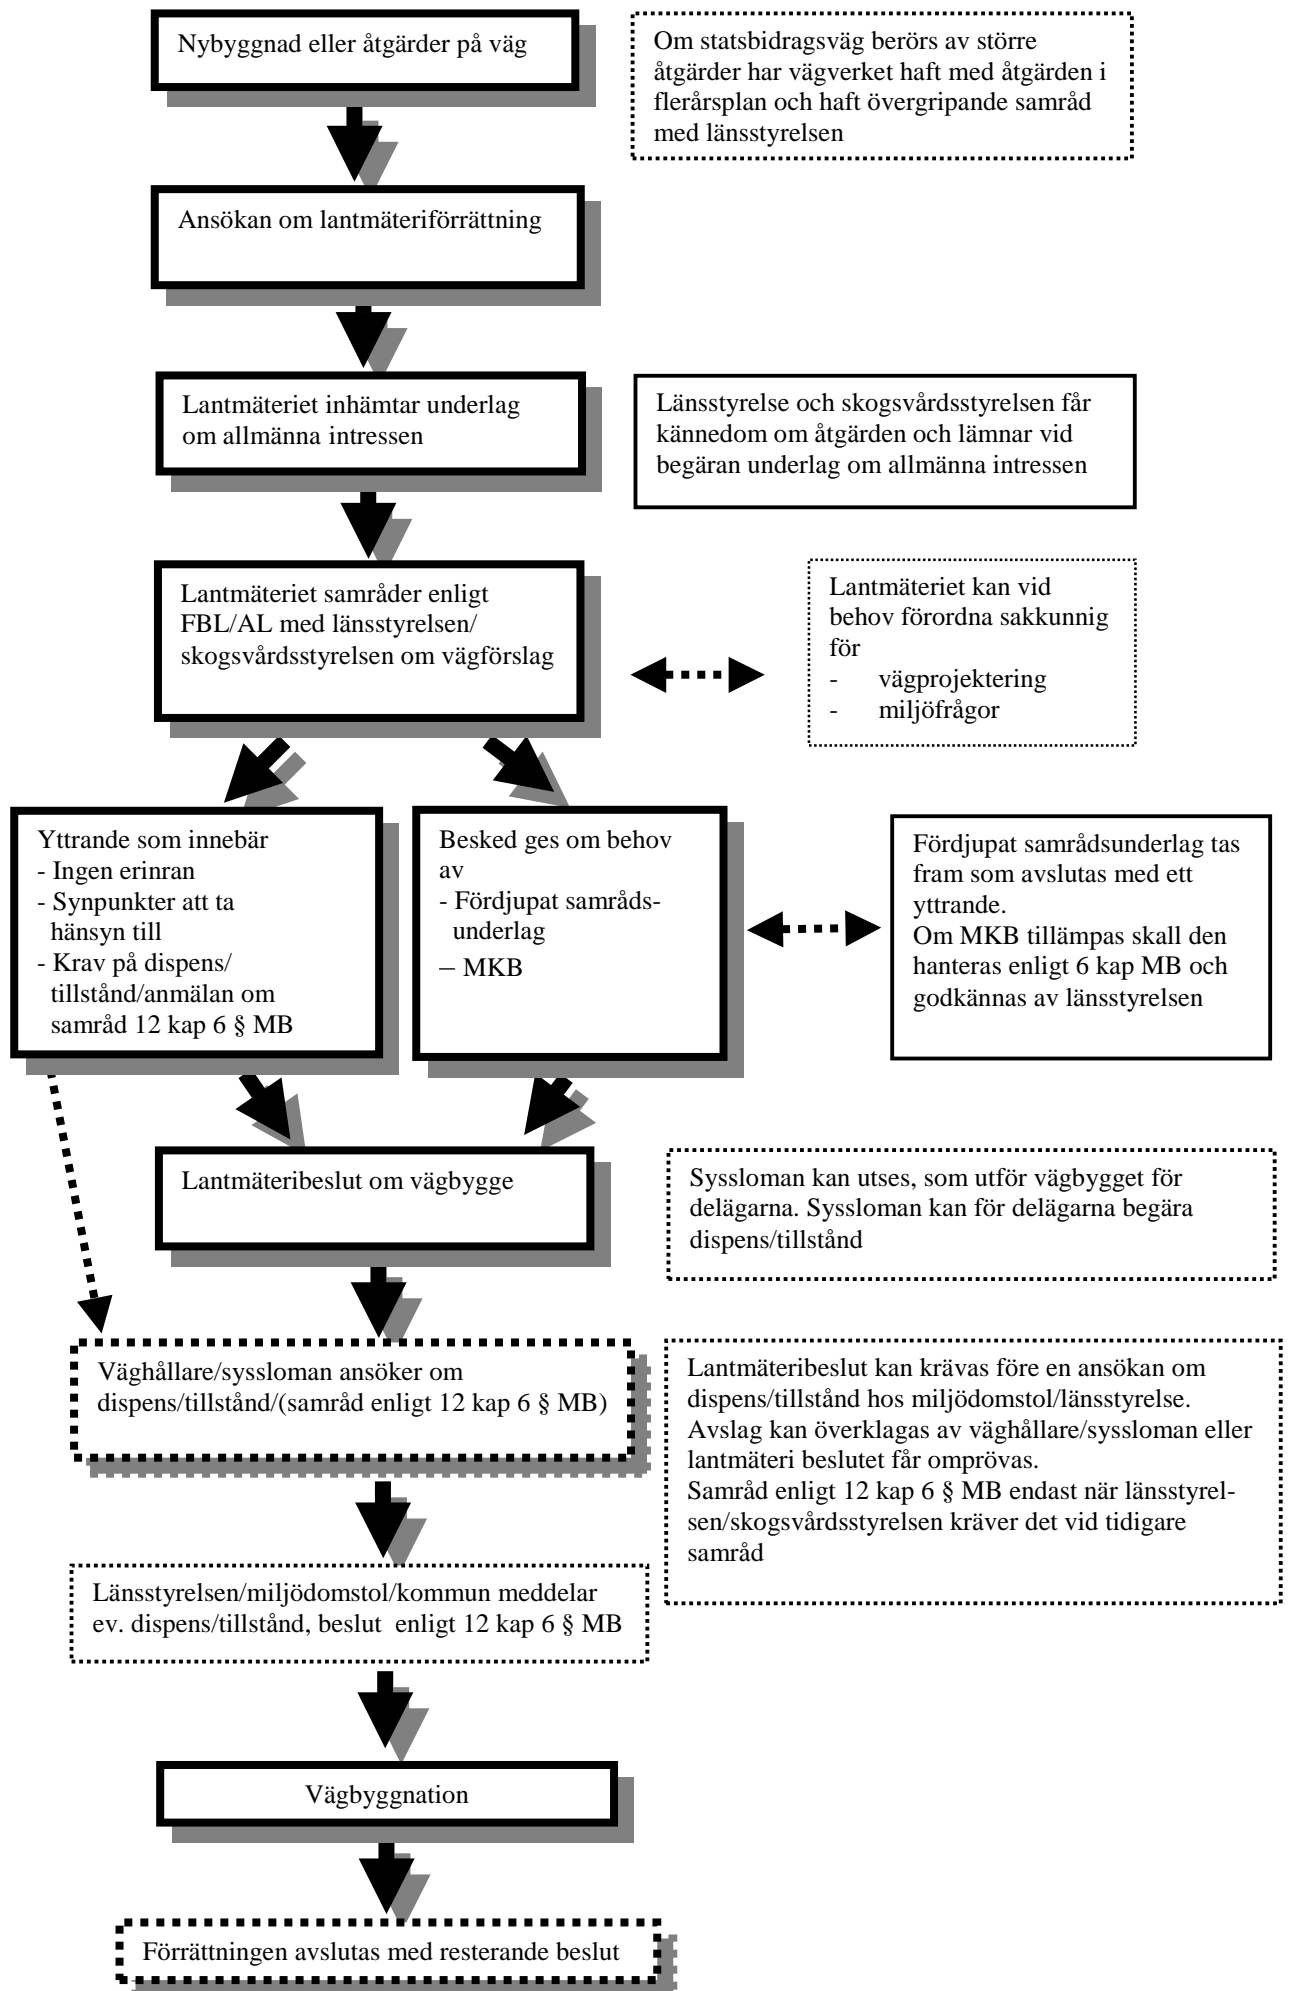 Nybyggnad eller åtgärder på väg
Om statsbidragsväg berörs av större
åtgärder har vägverket haft med åtgärden i
flerårsplan och haft övergripande samråd
med länsstyrelsen
Ansökan om lantmäteriförrättning
Lantmäteriet inhämtar underlag
om allmänna intressen
Länsstyrelse och skogsvårdsstyrelsen får
kännedom om åtgärden och lämnar vid
begäran underlag om allmänna intressen
Lantmäteriet samråder enligt
FBL/AL med länsstyrelsen/
skogsvårdsstyrelsen om vägförslag
Lantmäteriet kan vid
behov förordna sakkunnig
för
- vägprojektering
- miljöfrågor
Yttrande som innebär
- Ingen erinran
- Synpunkter att ta
hänsyn till
- Krav på dispens/
tillstånd/anmälan om
samråd 12 kap 6 § MB
Besked ges om behov
av
- Fördjupat samråds-
underlag
– MKB
Fördjupat samrådsunderlag tas
fram som avslutas med ett
yttrande.
Om MKB tillämpas skall den
hanteras enligt 6 kap MB och
godkännas av länsstyrelsen
Lantmäteribeslut om vägbygge
Syssloman kan utses, som utför vägbygget för
delägarna. Syssloman kan för delägarna begära
dispens/tillstånd
Väghållare/syssloman ansöker om
dispens/tillstånd/(samråd enligt 12 kap 6 § MB)
Lantmäteribeslut kan krävas före en ansökan om
dispens/tillstånd hos miljödomstol/länsstyrelse.
Avslag kan överklagas av väghållare/syssloman eller
lantmäteri beslutet får omprövas.
Samråd enligt 12 kap 6 § MB endast när länsstyrel-
sen/skogsvårdsstyrelsen kräver det vid tidigare
samråd
Länsstyrelsen/miljödomstol/kommun meddelar
ev. dispens/tillstånd, beslut  enligt 12 kap 6 § MB
Vägbyggnation
Förrättningen avslutas med resterande beslut